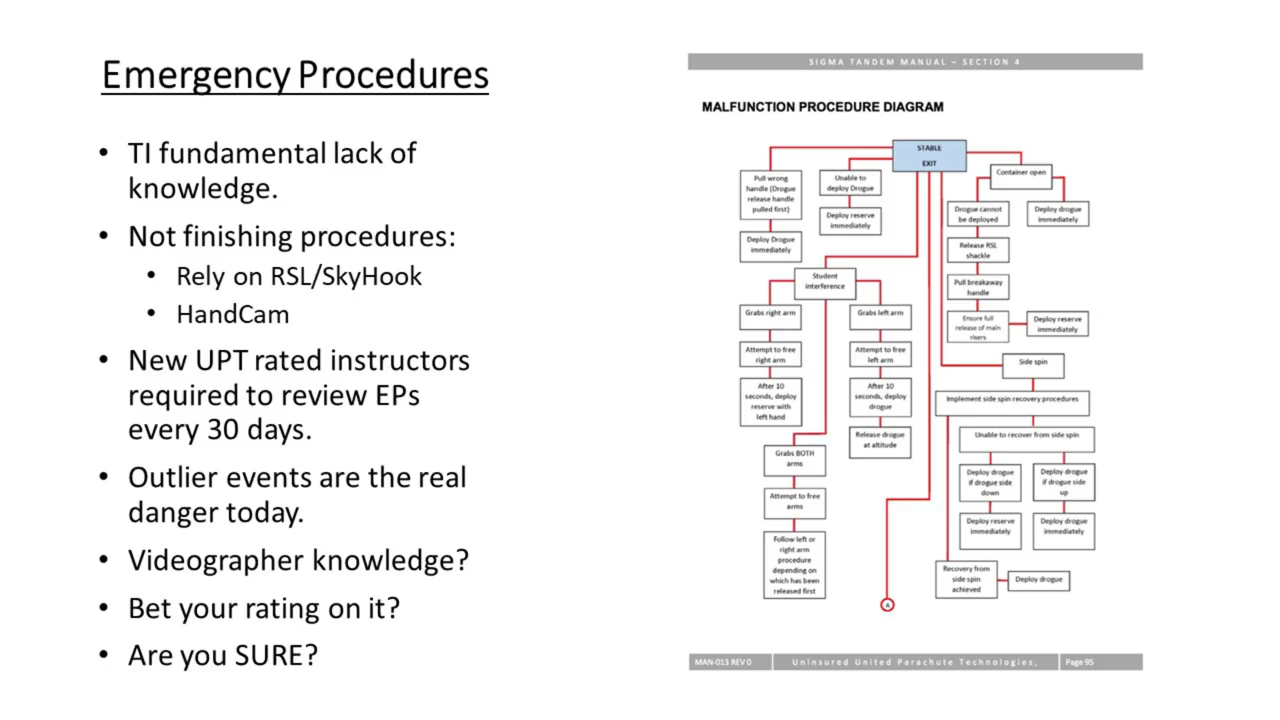 Emergency Procedures
• TI fundamental lack of
knowledge.
• Not finishing procedures:
• Rely on RSL/SkyHook
• HandCam
• New UPT rated instructors
required to review EPs
every 30 days.
• Outlier events are the real
danger today.
• Videographer knowledge?
• Bet your rating on it?
• Are you SURE?
SIGMA TANDEM MANUAL – SECTION 4
MALFUNCTION PROCEDURE DIAGRAM
STABLE
EXIT
Pull wrong
handle (Drogue
release handle
pulled first)
Deploy Drogue
immediately
Unable to
deploy Drogue
Deploy reserve
immediately
Container open
Drogue cannot
be deployed
Deploy drogue
immediately
Release RSL
shackle
Pull breakaway
handle
Ensure full
release of main
risers
Deploy reserve
immediately
Student
interference
Grabs right arm
Attempt to free
right arm
After 10
seconds, deploy
reserve with
left hand
Grabs left arm
Attempt to free
left arm
After 10
seconds, deploy
drogue
Release drogue
at altitude
Grabs BOTH
arms
Attempt to free
arms
Follow left or
right arm
procedure
depending on
which has been
released first
Side spin
Implement side spin recovery procedures
Unable to recover from side spin
Deploy drogue
if drogue side
down
Deploy reserve
immediately
Deploy drogue
if drogue side
up
Deploy drogue
immediately
Recovery from
side spin
achieved
Deploy drogue
A
MAN-013 REV 0
Uninsured United Parachute Technologies,
Page 95